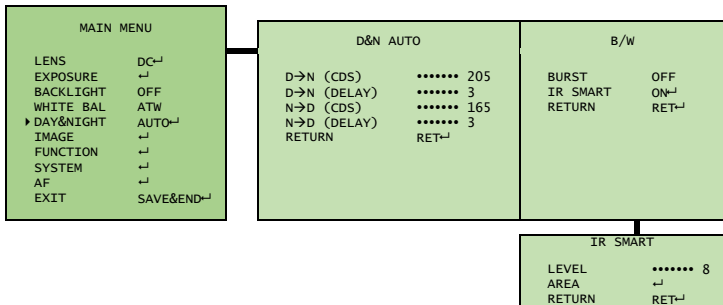 MAIN MENU
LENS DC↵
EXPOSURE ↵
BACKLIGHT OFF
WHITE BAL ATW
DAY&NIGHT AUTO↵
IMAGE ↵
FUNCTION ↵
SYSTEM ↵
AF ↵
EXIT SAVE&END↵
D&N AUTO
D→N (CDS) ••••••• 205
D→N (DELAY) ••••••• 3
N→D (CDS) ••••••• 165
N→D (DELAY) ••••••• 3
RETURN RET↵
B/W
BURST OFF
IR SMART ON↵
RETURN RET↵
IR SMART
LEVEL ••••••• 8
AREA ↵
RETURN RET↵